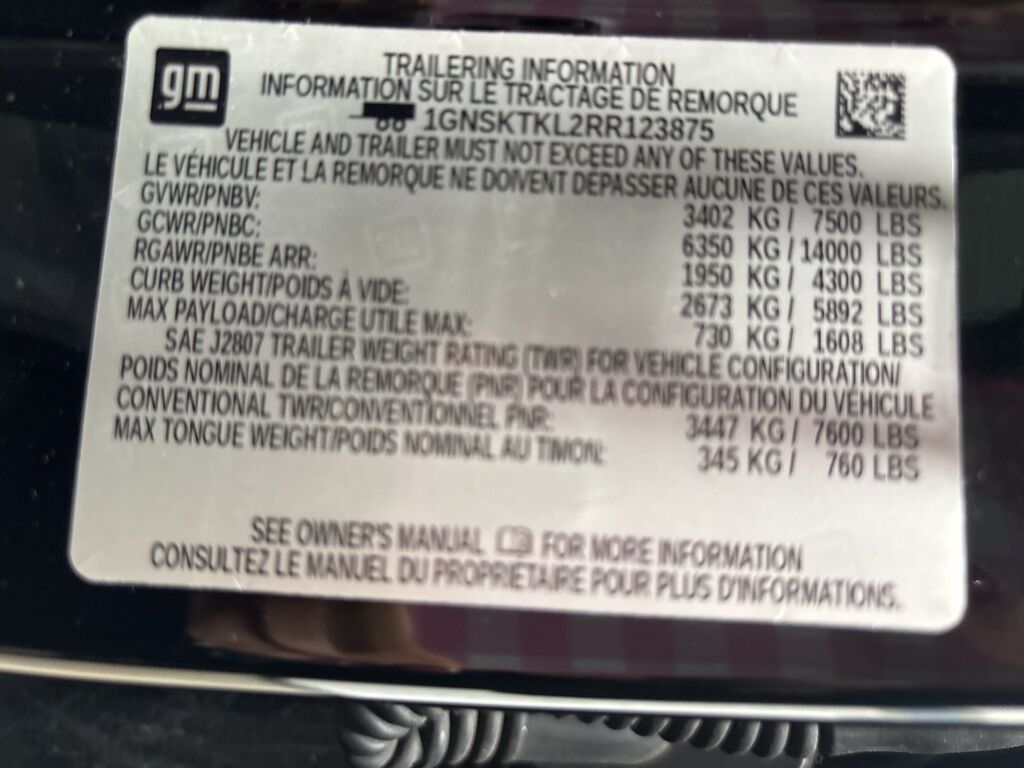 gm
TRAILERING INFORMATION
INFORMATION SUR LE TRACTAGE DE REMORQUE
1GNSKTKL2RR123875
VEHICLE AND TRAILER MUST NOT EXCEED ANY OF THESE VALUES.
LE VÉHICULE ET LA REMORQUE NE DOIVENT DÉPASSER AUCUNE DE CES VALEURS.
GVWR/PNBV: 3402 KG / 7500 LBS
GCWR/PNBC: 6350 KG / 14000 LBS
RGAWR/PNBE ARR: 1950 KG / 4300 LBS
CURB WEIGHT/POIDS À VIDE: 2673 KG / 5892 LBS
MAX PAYLOAD/CHARGE UTILE MAX: 730 KG / 1608 LBS
SAE J2807 TRAILER WEIGHT RATING (TWR) FOR VEHICLE CONFIGURATION/
POIDS NOMINAL DE LA REMORQUE (PNR) POUR LA CONFIGURATION DU VÉHICULE
CONVENTIONAL TWR/CONVENTIONNEL PNR: 3447 KG / 7600 LBS
MAX TONGUE WEIGHT/POIDS NOMINAL AU TIMON: 345 KG / 760 LBS
SEE OWNER'S MANUAL FOR MORE INFORMATION
CONSULTEZ LE MANUEL DU PROPRIÉTAIRE POUR PLUS D'INFORMATIONS.